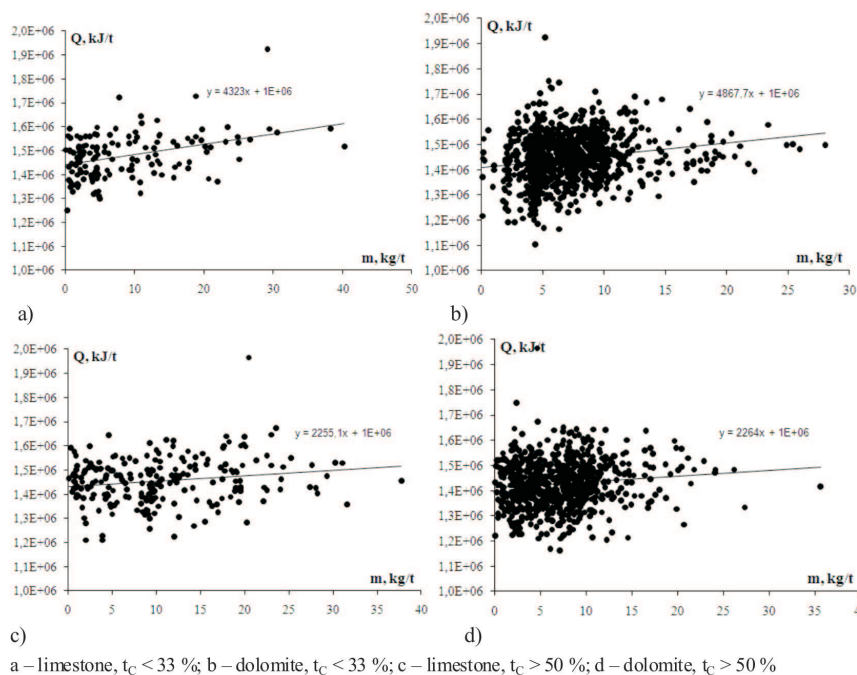 Q, kJ/t
2,0E+06
1,9E+06
1,8E+06
1,7E+06
1,6E+06
1,5E+06
1,4E+06
1,3E+06
1,2E+06
1,1E+06
1,0E+06
y = 4323x + 1E+06
m, kg/t
0 10 20 30 40 50
a)
Q, kJ/t
2,0E+06
1,9E+06
1,8E+06
1,7E+06
1,6E+06
1,5E+06
1,4E+06
1,3E+06
1,2E+06
1,1E+06
1,0E+06
y = 4867,7x + 1E+06
m, kg/t
0 5 10 15 20 25 30
b)
Q, kJ/t
2,0E+06
1,9E+06
1,8E+06
1,7E+06
1,6E+06
1,5E+06
1,4E+06
1,3E+06
1,2E+06
1,1E+06
1,0E+06
y = 2255,1x + 1E+06
m, kg/t
0 5 10 15 20 25 30 35 40
c)
Q, kJ/t
2,0E+06
1,9E+06
1,8E+06
1,7E+06
1,6E+06
1,5E+06
1,4E+06
1,3E+06
1,2E+06
1,1E+06
1,0E+06
y = 2264x + 1E+06
m, kg/t
0 5 10 15 20 25 30 35 40
d)
a – limestone, tC < 33 %; b – dolomite, tC < 33 %; c – limestone, tC > 50 %; d – dolomite, tC > 50 %